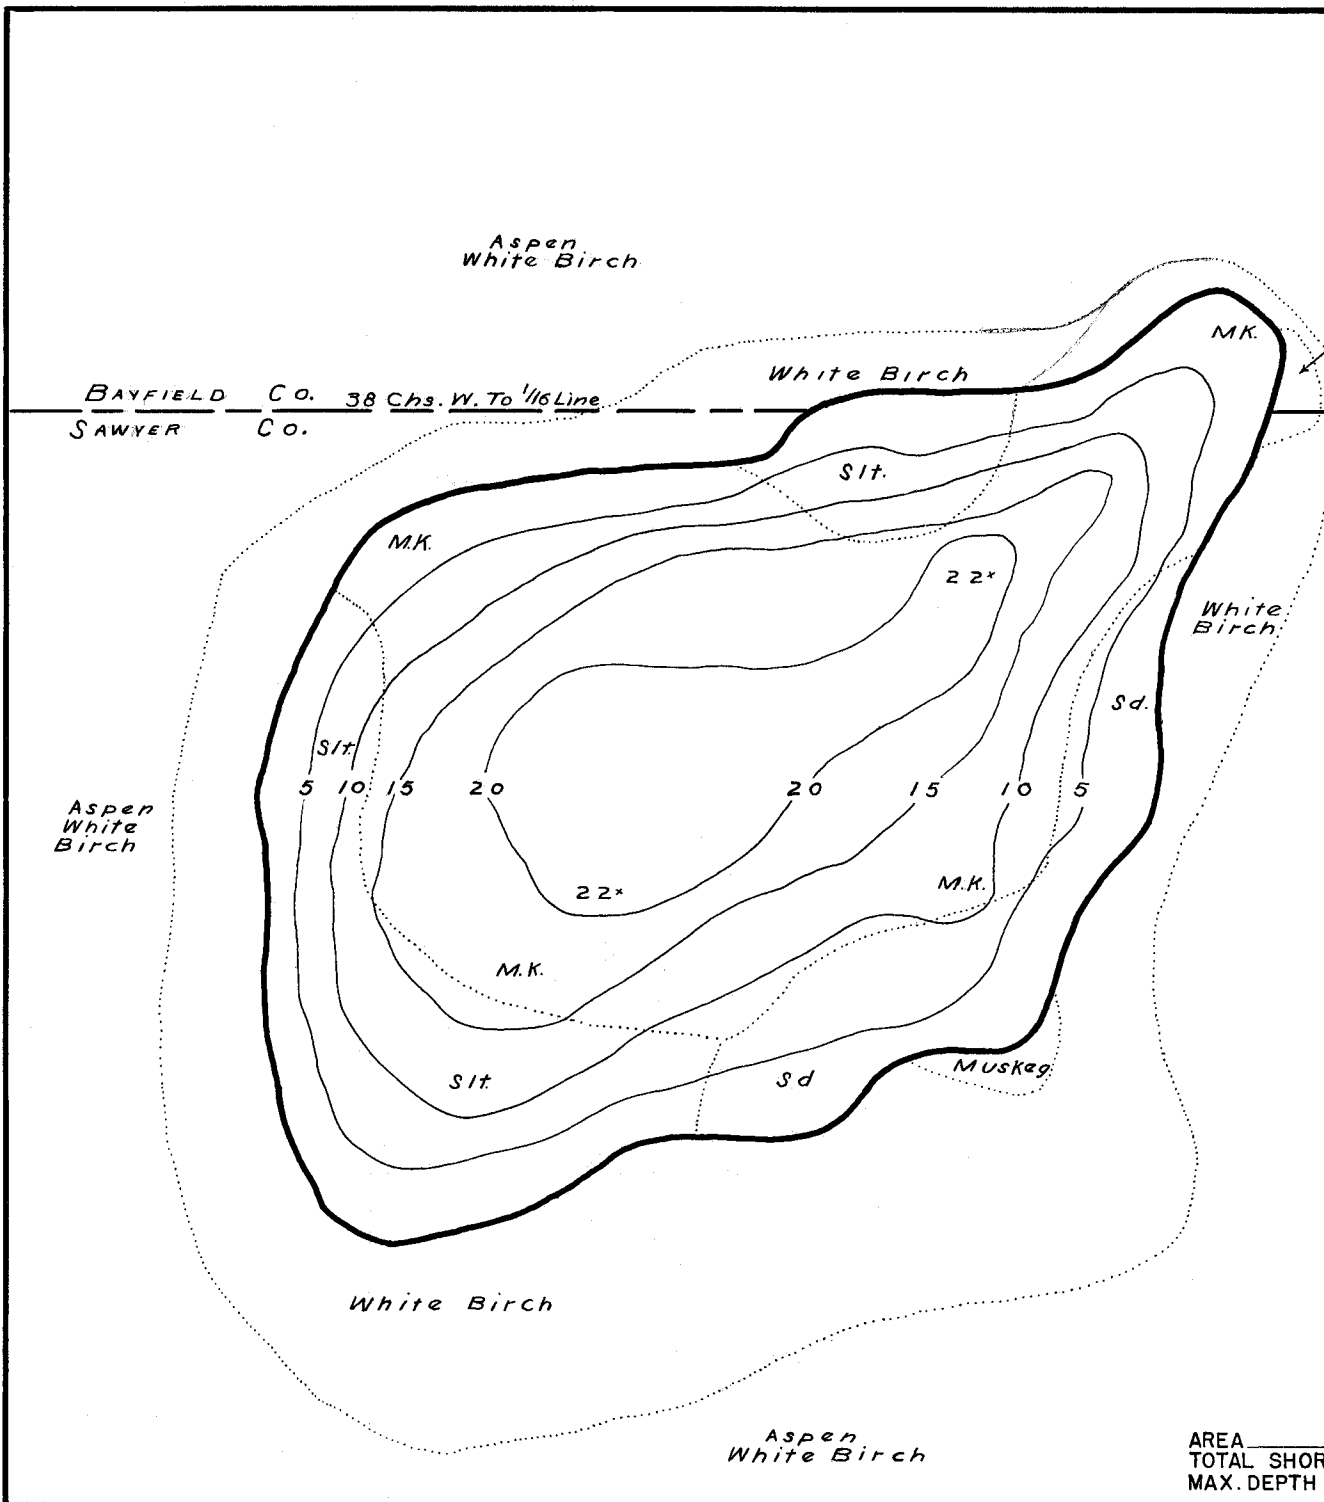 Aspen
White Birch
M.K.
White Birch
BAYFIELD CO. 38 Chs. W. To 1/16 Line
SAWYER CO.
Slt.
M.K.
22x
White
Birch
Sd.
Slt.
5 10 15 20 20 15 10 5
Aspen
White
Birch
22x
M.K.
M.K.
Slt.
Sd
Muskeg
White Birch
Aspen
White Birch
AREA
TOTAL SHOR
MAX. DEPTH